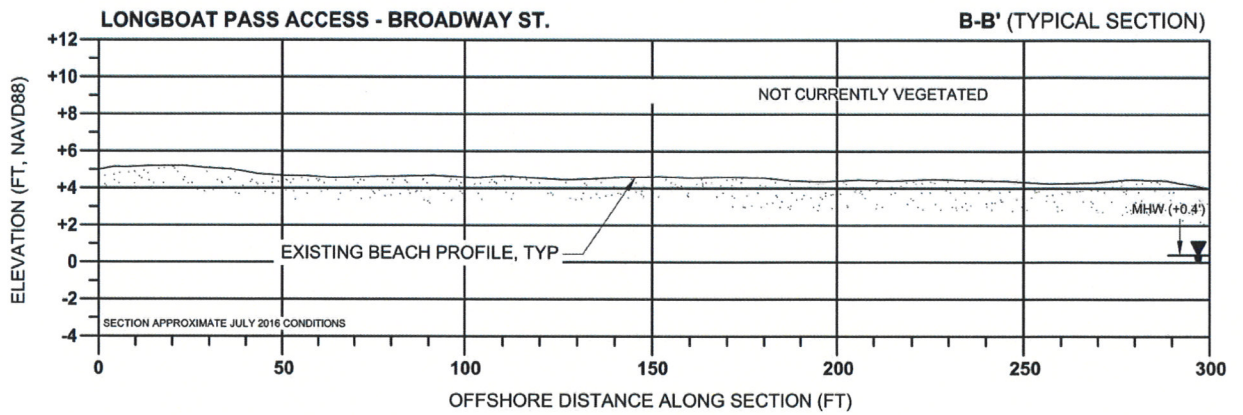 LONGBOAT PASS ACCESS - BROADWAY ST.
B-B' (TYPICAL SECTION)
+12
+10
+8
+6
+4
+2
0
-2
-4
ELEVATION (FT, NAVD88)
NOT CURRENTLY VEGETATED
MHW (+0.4')
EXISTING BEACH PROFILE, TYP
SECTION APPROXIMATE JULY 2016 CONDITIONS
0 50 100 150 200 250 300
OFFSHORE DISTANCE ALONG SECTION (FT)